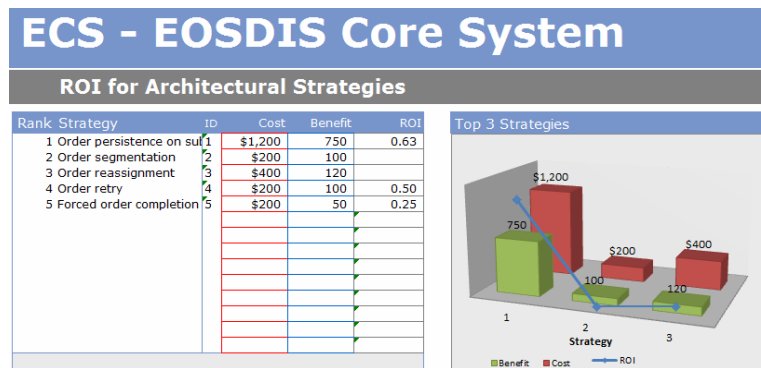 ECS - EOSDIS Core System
ROI for Architectural Strategies
Rank Strategy ID Cost Benefit ROI
1 Order persistence on sul 1 $1,200 750 0.63
2 Order segmentation 2 $200 100
3 Order reassignment 3 $400 120
4 Order retry 4 $200 100 0.50
5 Forced order completion 5 $200 50 0.25
Top 3 Strategies
$1,200
750
$200
$400
100
120
1
2
3
Strategy
Benefit Cost ROI